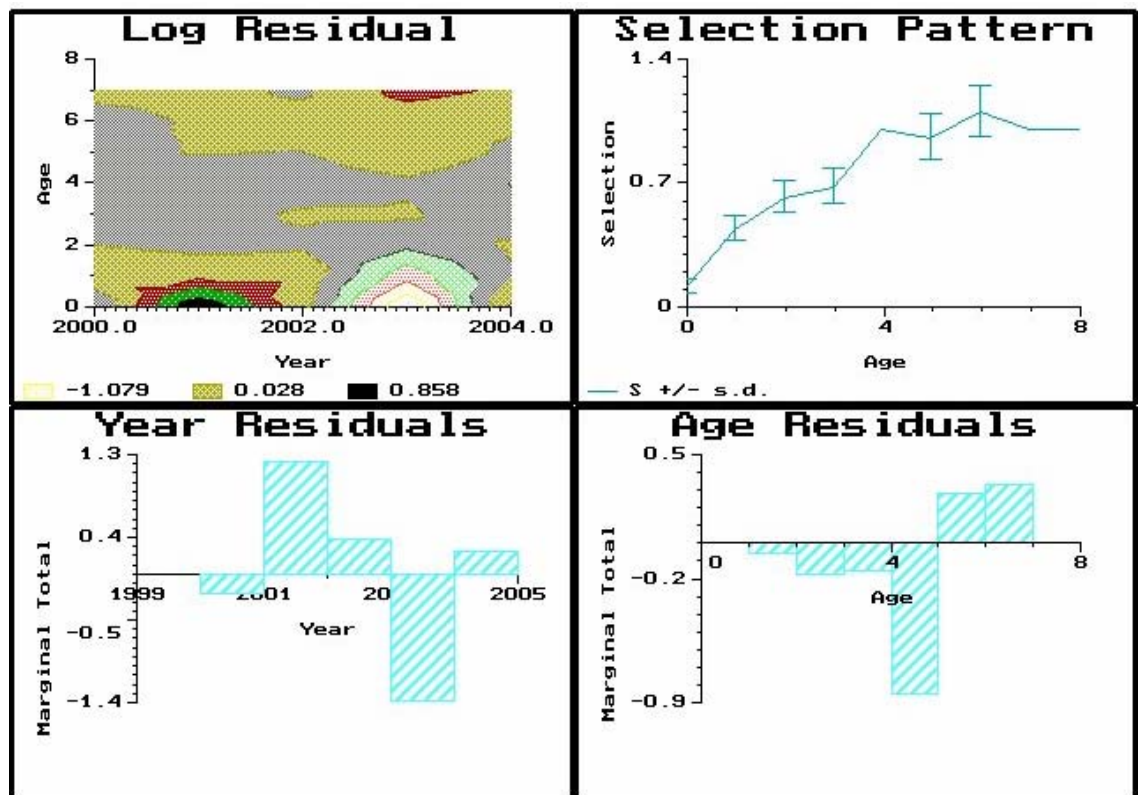 Log Residual
8
6
4
2
0
Age
2000.0 2002.0 2004.0
Year
-1.079 0.028 0.858
Selection Pattern
1.4
0.7
0
Selection
0 4 8
Age
S +/- s.d.
Year Residuals
1.3
0.4
-0.5
-1.4
Marginal Total
1999 2001 20 2005
Year
Age Residuals
0.5
-0.2
-0.9
Marginal Total
0 4 8
Age